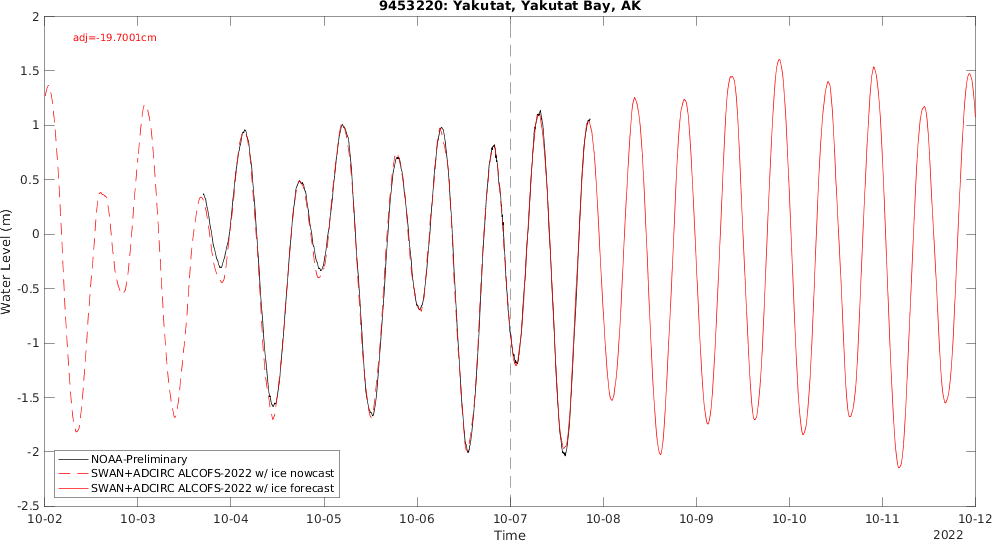 9453220: Yakutat, Yakutat Bay, AK
adj=-19.7001cm
2
1.5
1
0.5
0
-0.5
-1
-1.5
-2
-2.5
Water Level (m)
NOAA-Preliminary
SWAN+ADCIRC ALCOFS-2022 w/ ice nowcast
SWAN+ADCIRC ALCOFS-2022 w/ ice forecast
10-02 10-03 10-04 10-05 10-06 10-07 10-08 10-09 10-10 10-11 10-12
Time
2022